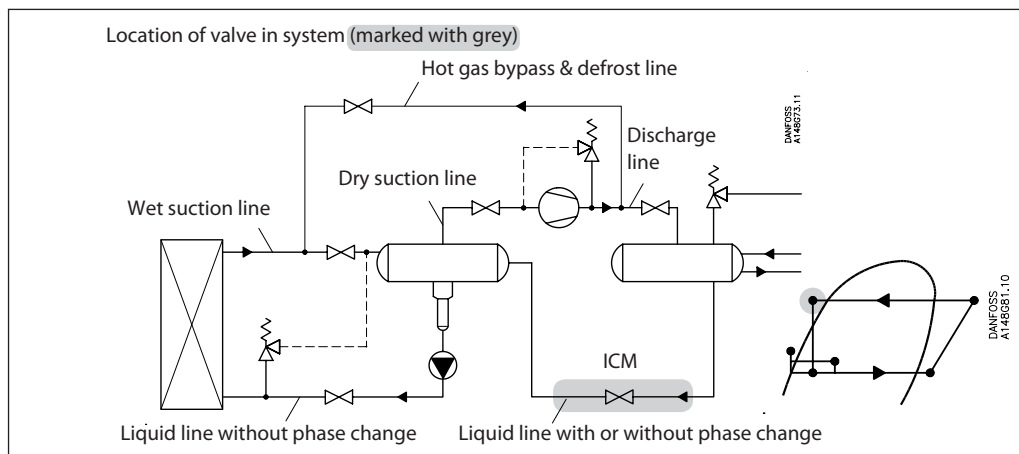 Location of valve in system (marked with grey)
Hot gas bypass & defrost line
Discharge
line
Dry suction line
Wet suction line
ICM
Liquid line without phase change
Liquid line with or without phase change
DANFOSS
A148G73.11
DANFOSS
A148G81.10